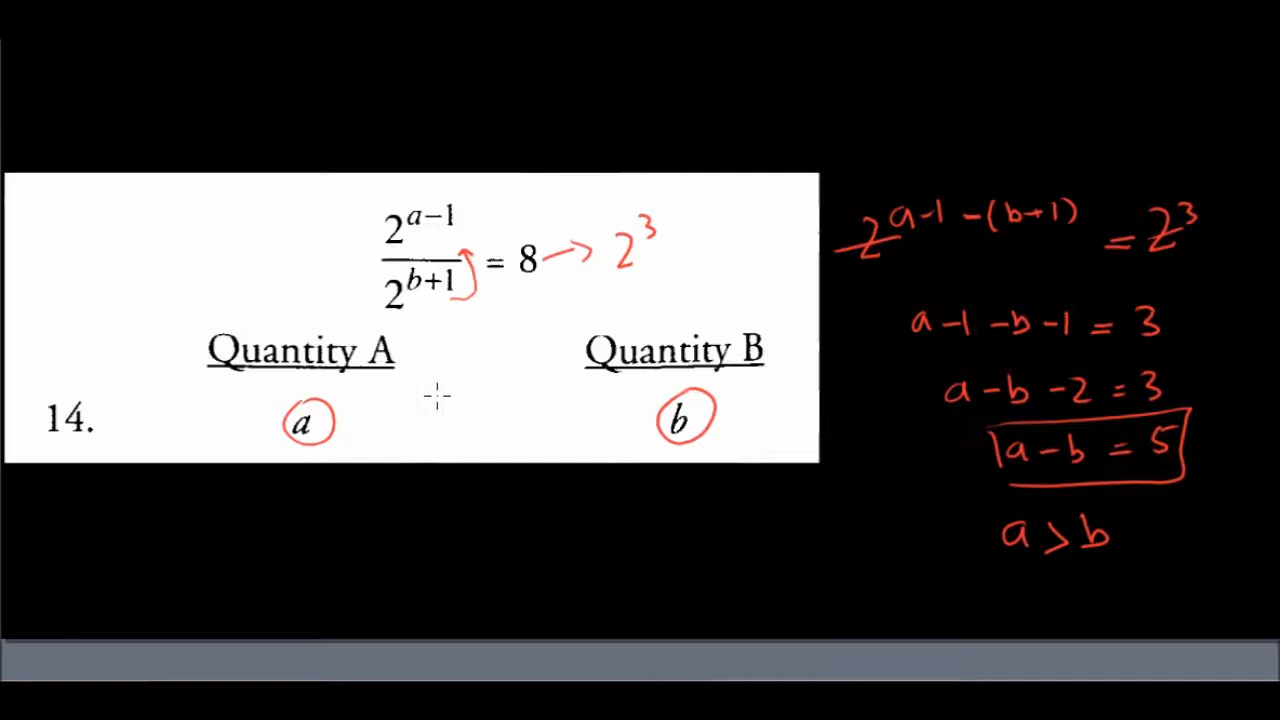 2^{a-1}
2^{b+1}
= 8 → 2^3
Quantity A Quantity B
14. a b
2^{a-1-(b+1)} = 2^3
a-1-b-1 = 3
a-b-2 = 3
a-b = 5
a > b